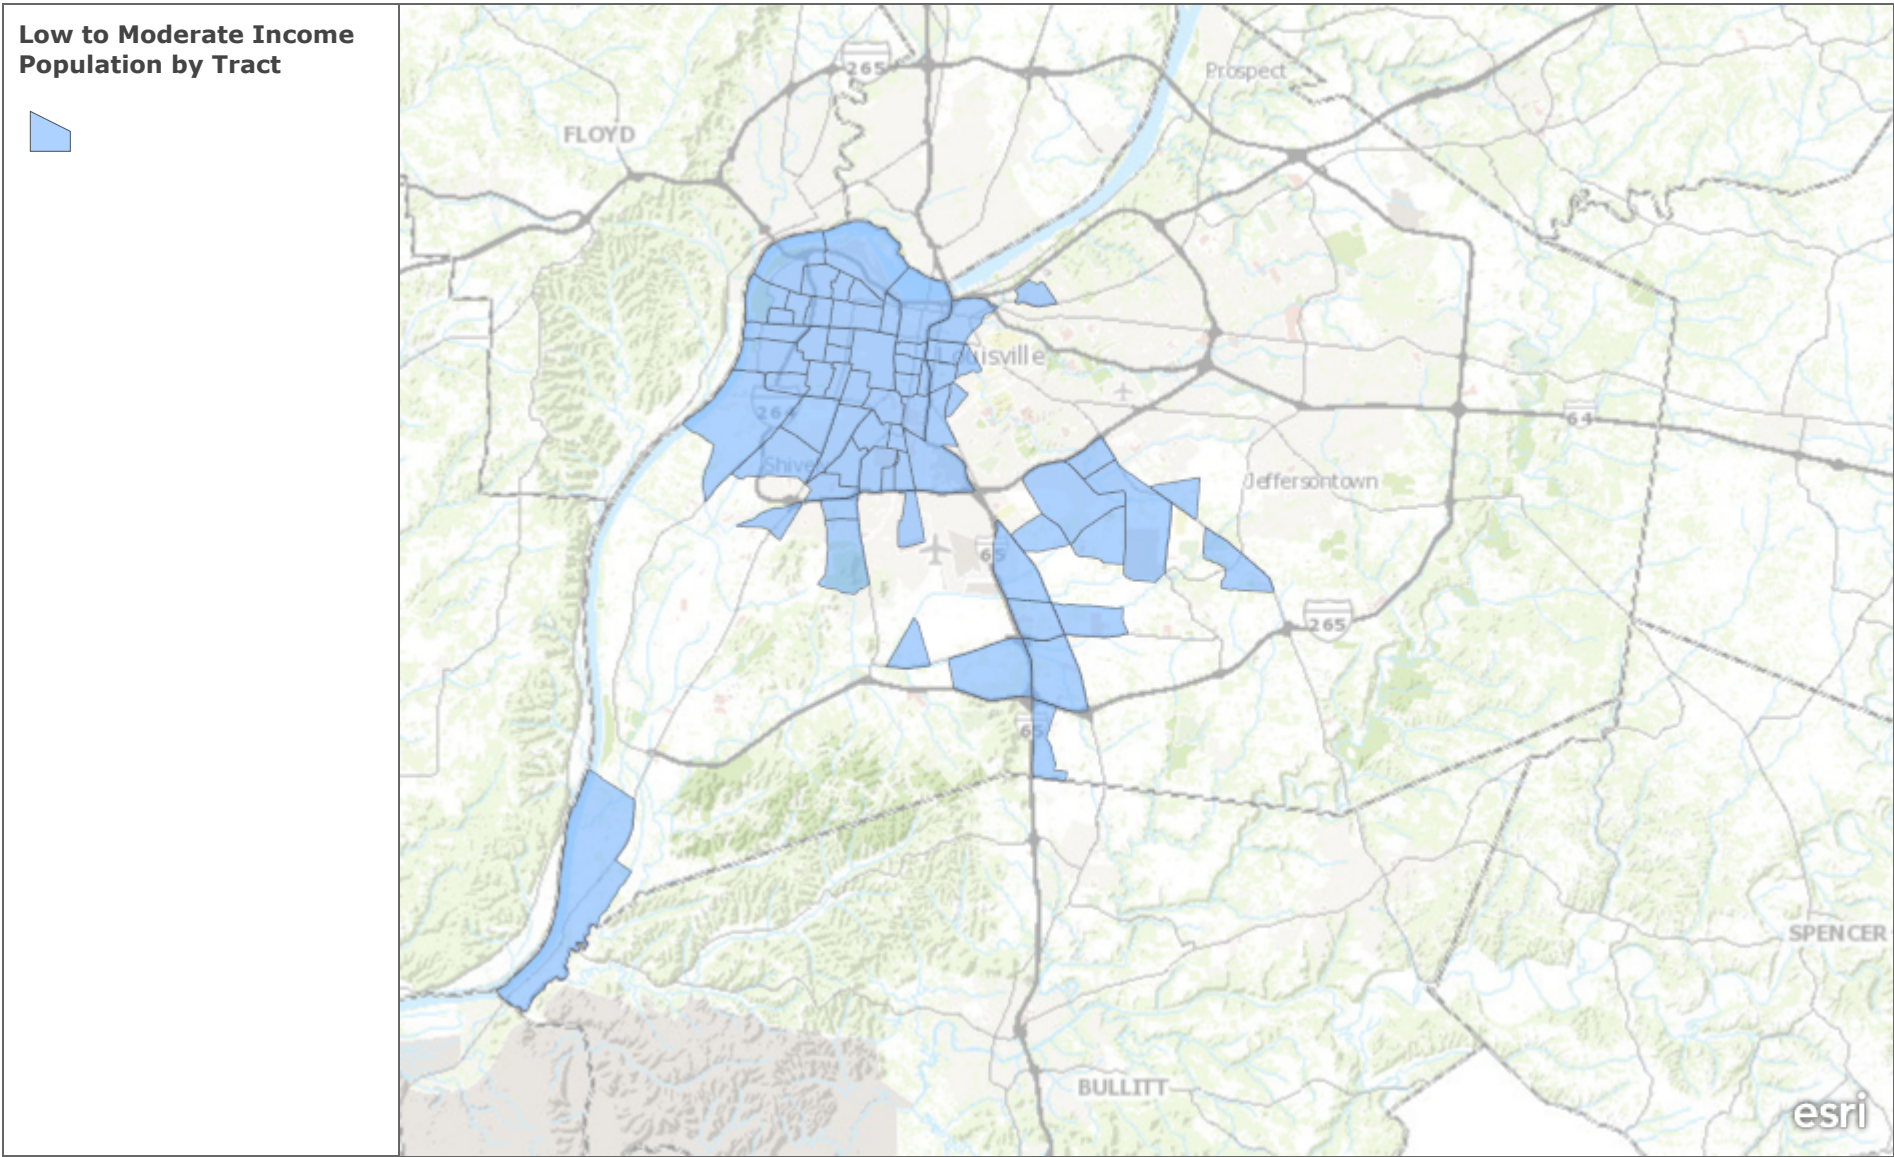 Low to Moderate Income
Population by Tract
265
Prospect
FLOYD
Louisville
264
64
Shive
Jeffersontown
65
265
65
SPENCER
BULLITT
esri